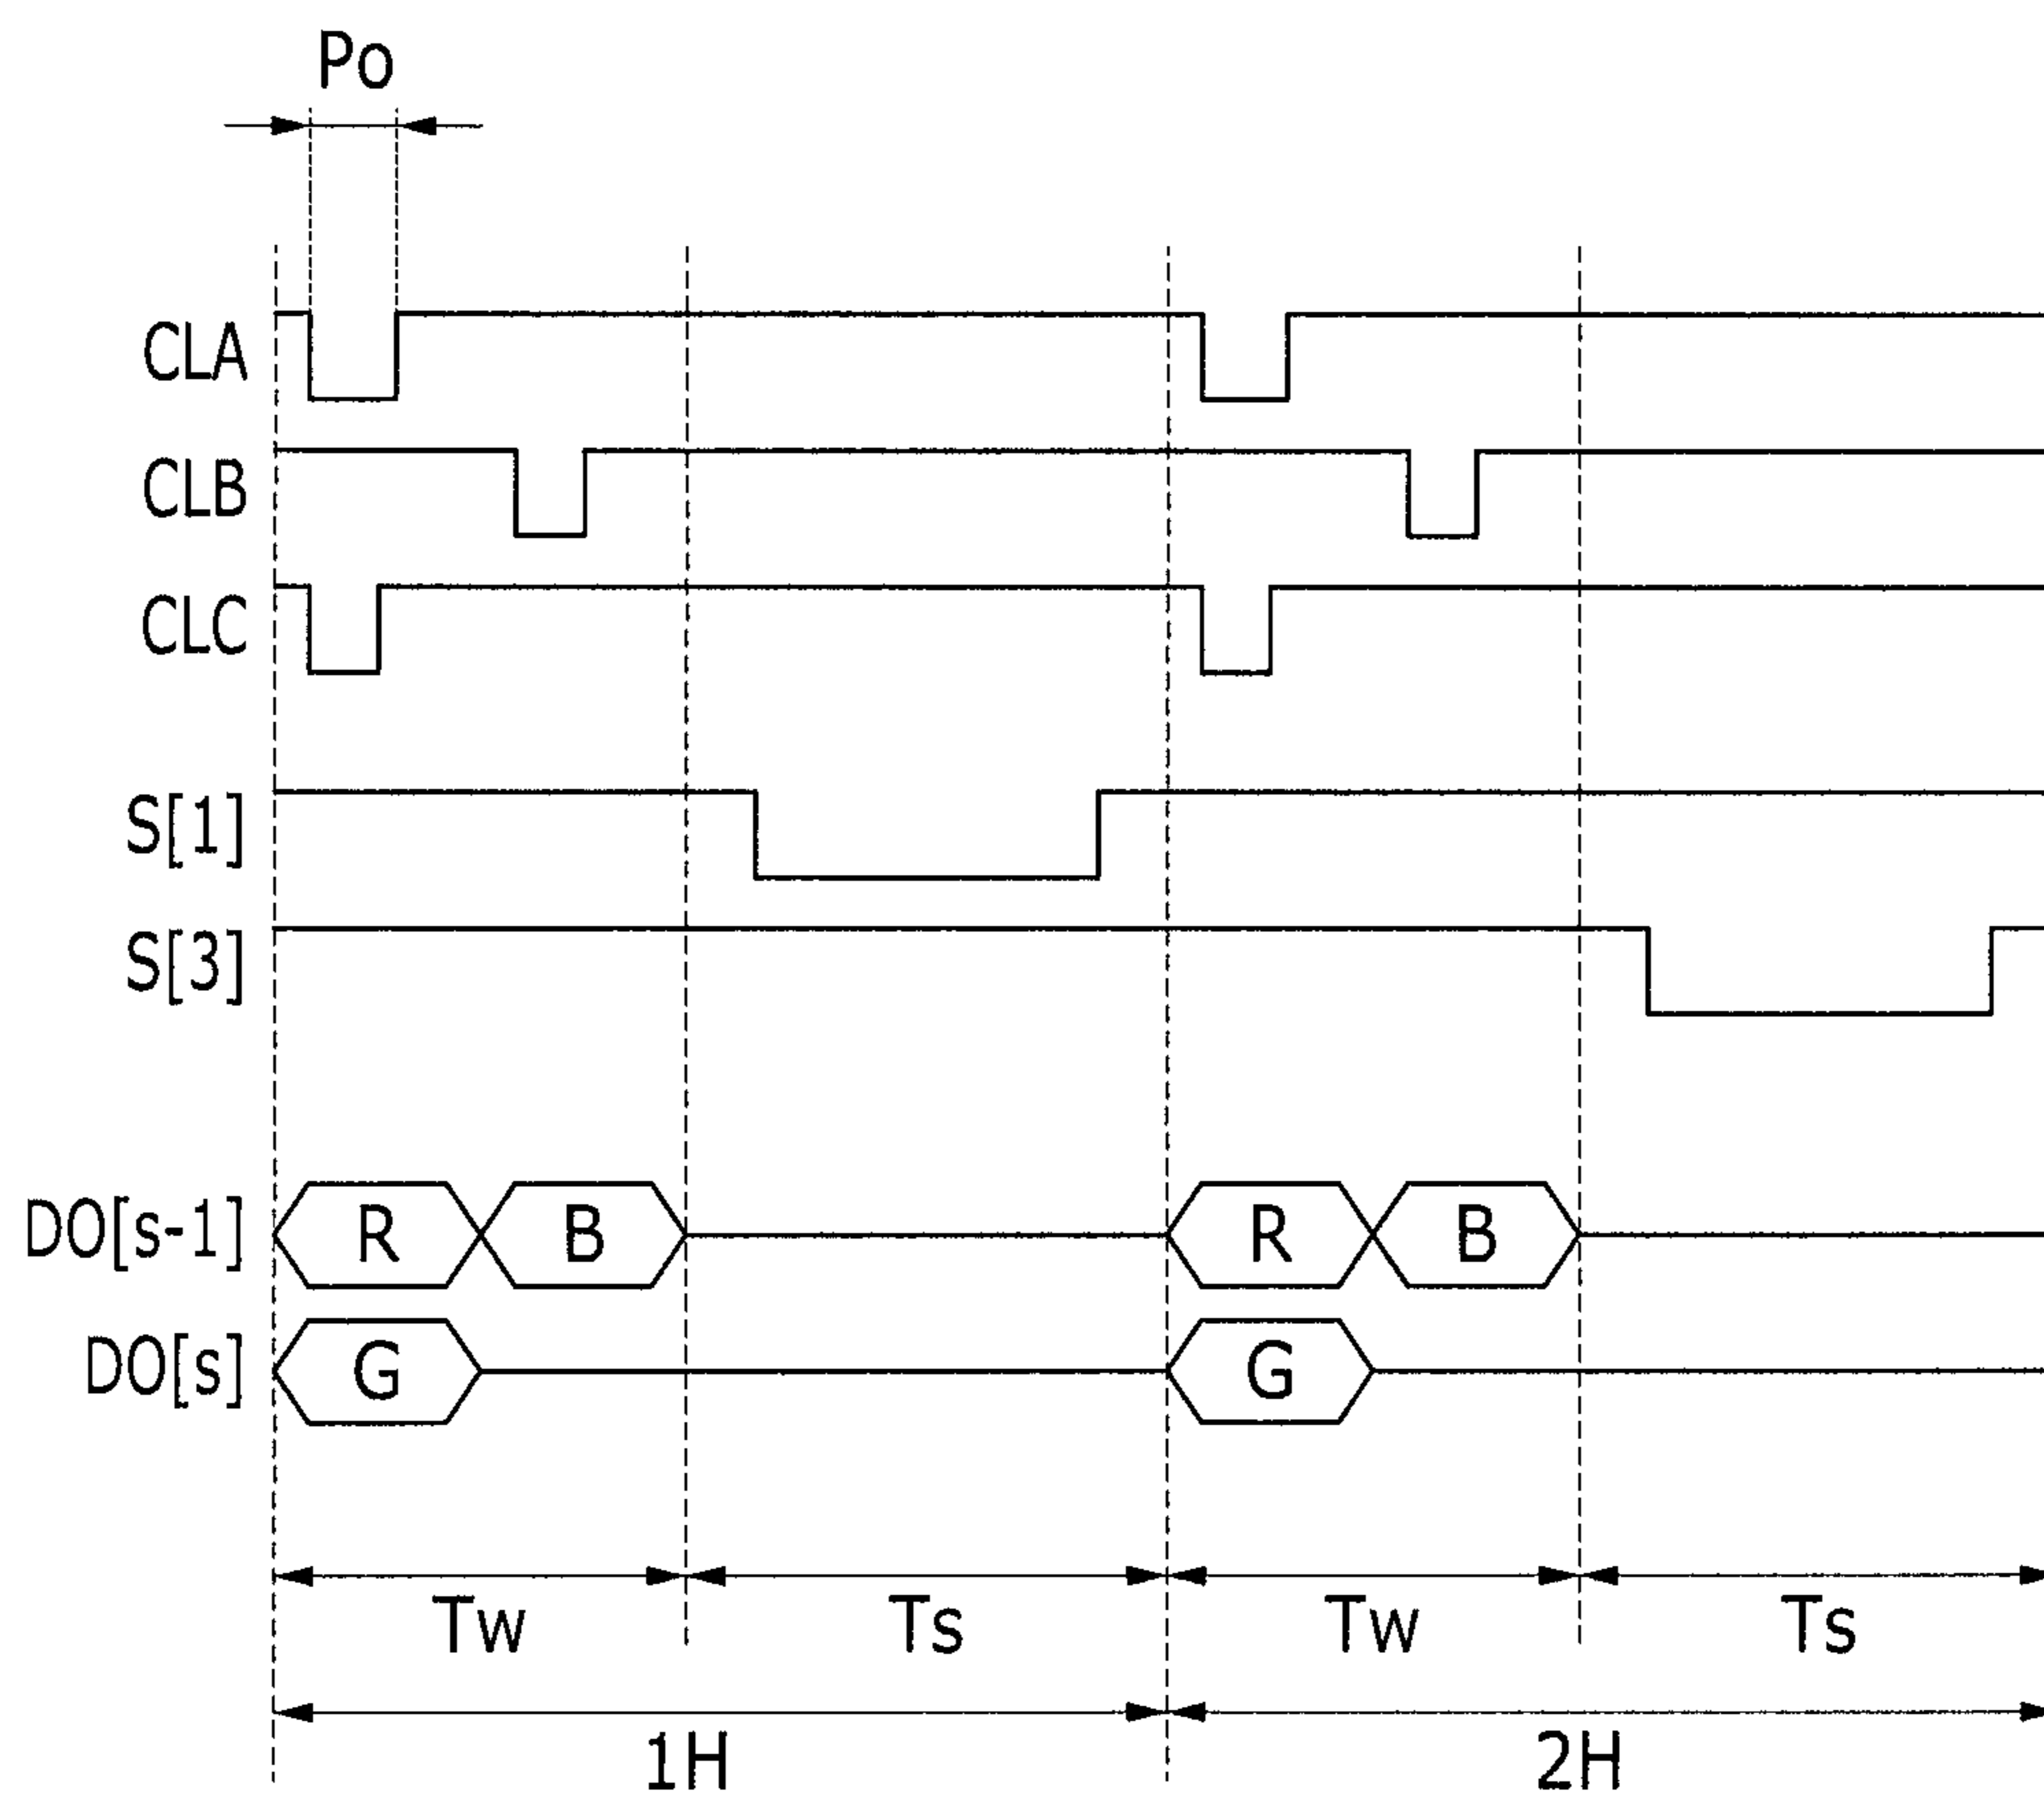 Po
CLA
CLB
CLC
S[1]
S[3]
DO[s-1] R B R B
DO[s] G G
Tw Ts Tw Ts
1H 2H